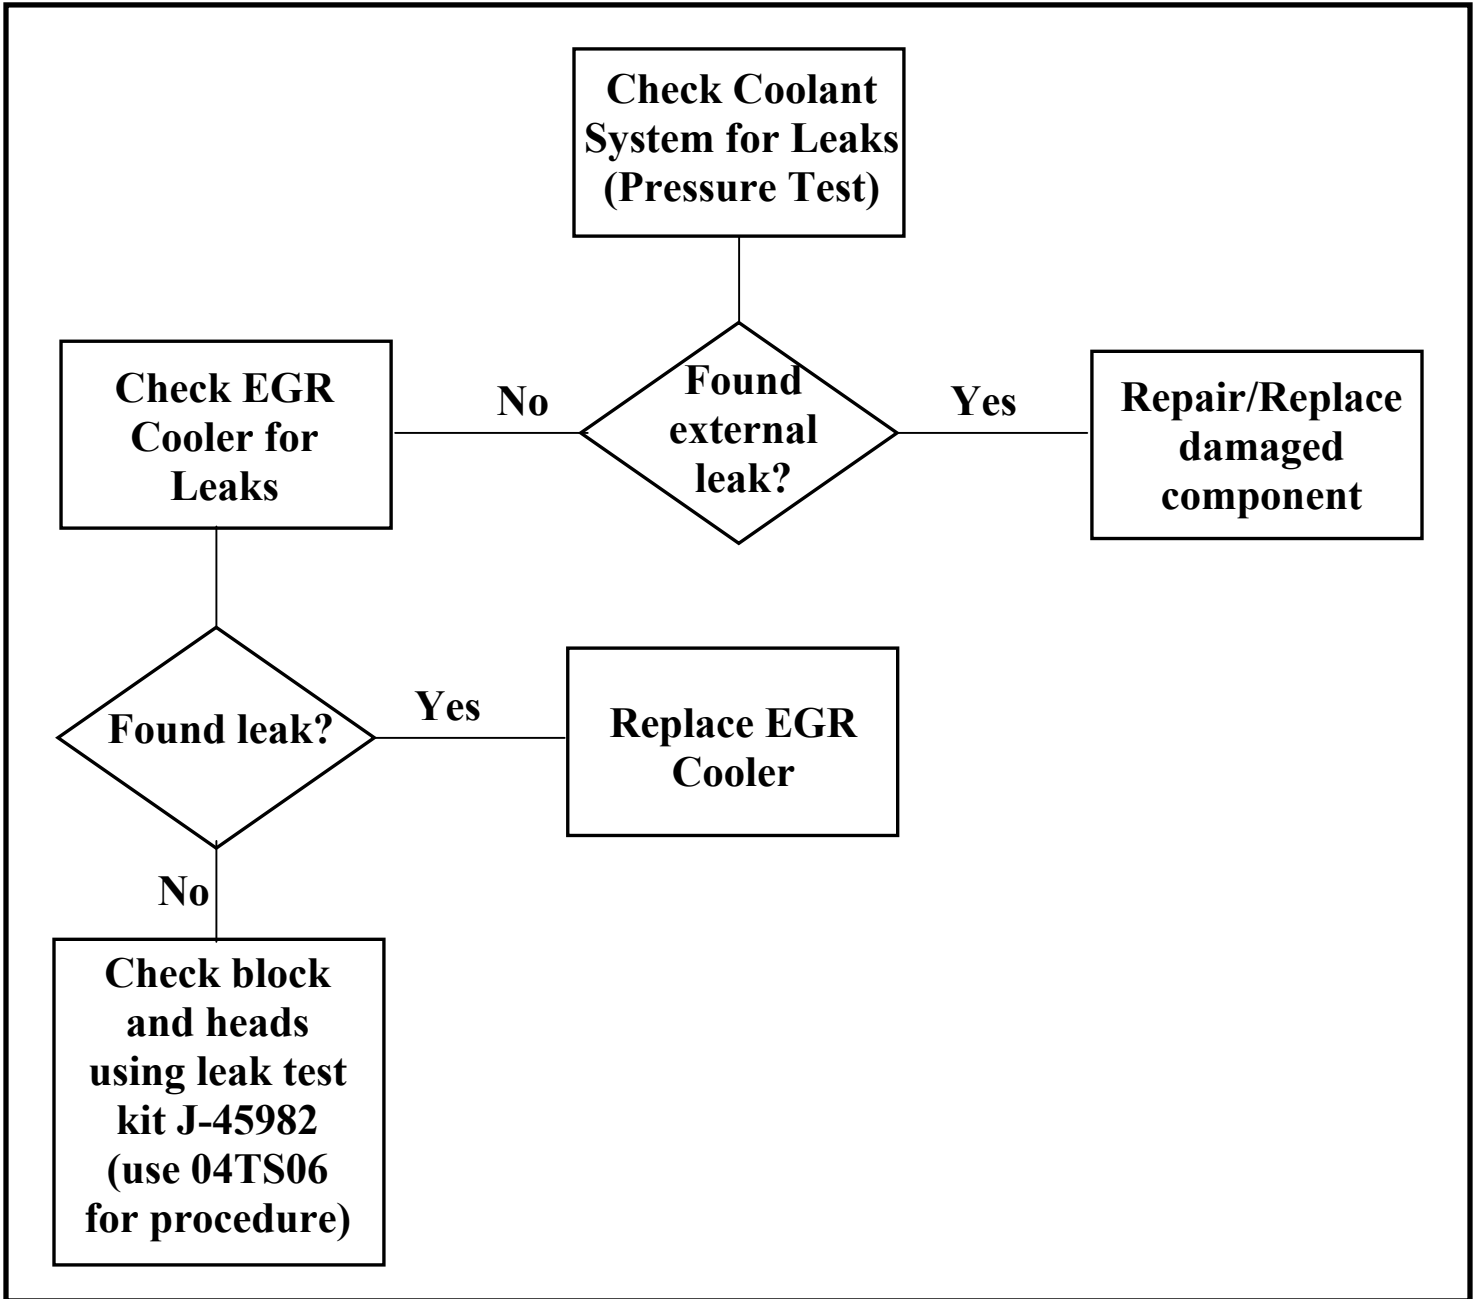 Check Coolant
System for Leaks
(Pressure Test)
Check EGR
Cooler for
Leaks
No
Found
external
leak?
Yes
Repair/Replace
damaged
component
Found leak?
Yes
Replace EGR
Cooler
No
Check block
and heads
using leak test
kit J-45982
(use 04TS06
for procedure)